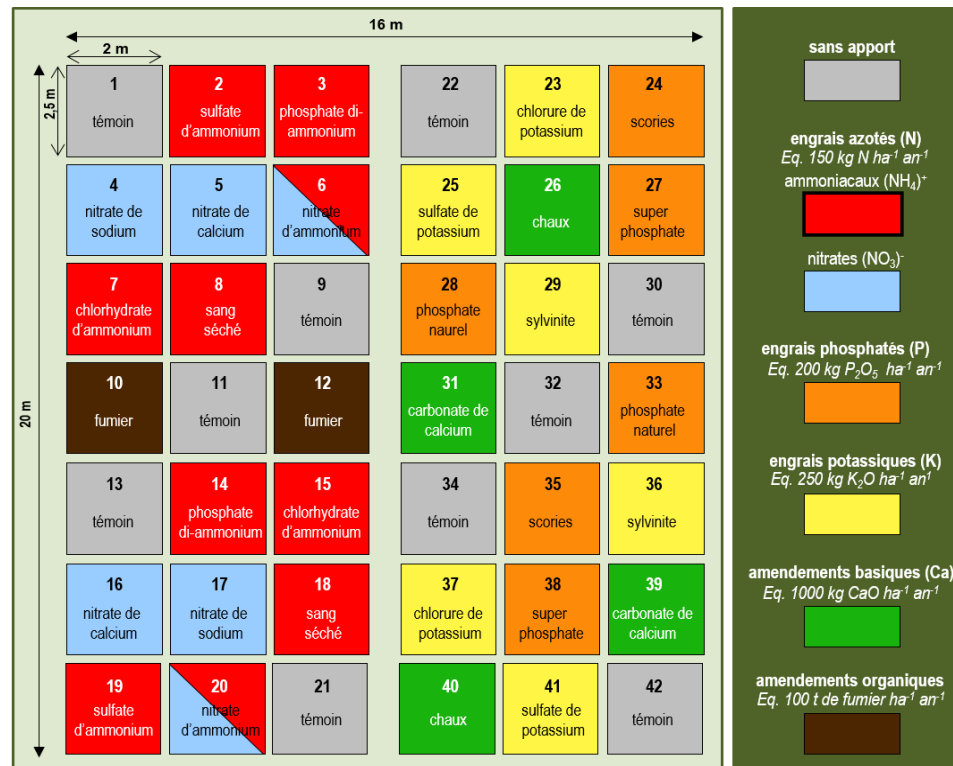 16 m
2 m
2,5 m
20 m
1
témoin
2
sulfate
d'ammonium
3
phosphate di-
ammonium
22
témoin
23
chlorure de
potassium
24
scories
4
nitrate de
sodium
5
nitrate de
calcium
6
nitrate
d'ammonium
25
sulfate de
potassium
26
chaux
27
super
phosphate
7
chlorhydrate
d'ammonium
8
sang
séché
9
témoin
28
phosphate
naurel
29
sylvinite
30
témoin
10
fumier
11
témoin
12
fumier
31
carbonate de
calcium
32
témoin
33
phosphate
naturel
13
témoin
14
phosphate
di-ammonium
15
chlorhydrate
d'ammonium
34
témoin
35
scories
36
sylvinite
16
nitrate de
calcium
17
nitrate de
sodium
18
sang
séché
37
chlorure de
potassium
38
super
phosphate
39
carbonate de
calcium
19
sulfate
d'ammonium
20
nitrate
d'ammonium
21
témoin
40
chaux
41
sulfate de
potassium
42
témoin
sans apport
engrais azotés (N)
Eq. 150 kg N ha⁻¹ an⁻¹
ammoniacaux (NH₄)⁺
nitrates (NO₃)⁻
engrais phosphatés (P)
Eq. 200 kg P₂O₅ ha⁻¹ an⁻¹
engrais potassiques (K)
Eq. 250 kg K₂O ha⁻¹ an¹
amendements basiques (Ca)
Eq. 1000 kg CaO ha⁻¹ an⁻¹
amendements organiques
Eq. 100 t de fumier ha⁻¹ an⁻¹